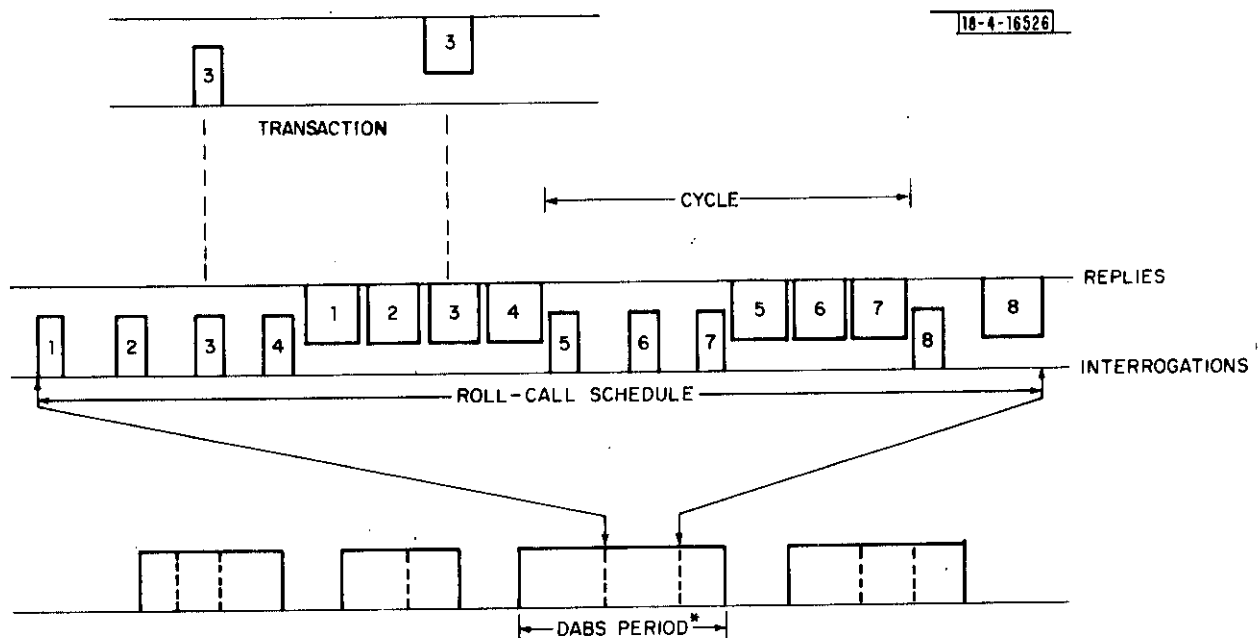 18-4-16526
3
3
TRANSACTION
CYCLE
REPLIES
1 2 3 4 5 6 7 8
1 2 3 4 5 6 7 8
INTERROGATIONS
ROLL-CALL SCHEDULE
DABS PERIOD*